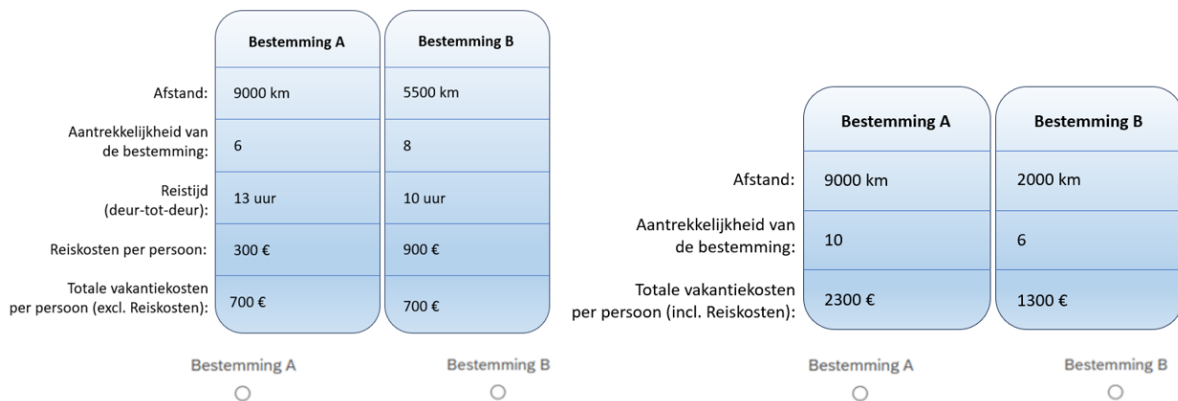 Bestemming A Bestemming B
Afstand: 9000 km 5500 km
Aantrekkelijkheid van
de bestemming: 6 8
Reistijd
(deur-tot-deur): 13 uur 10 uur
Reiskosten per persoon: 300 € 900 €
Totale vakantiekosten
per persoon (excl. Reiskosten): 700 € 700 €
Bestemming A Bestemming B
Bestemming A Bestemming B
Afstand: 9000 km 2000 km
Aantrekkelijkheid van
de bestemming: 10 6
Totale vakantiekosten
per persoon (incl. Reiskosten): 2300 € 1300 €
Bestemming A Bestemming B